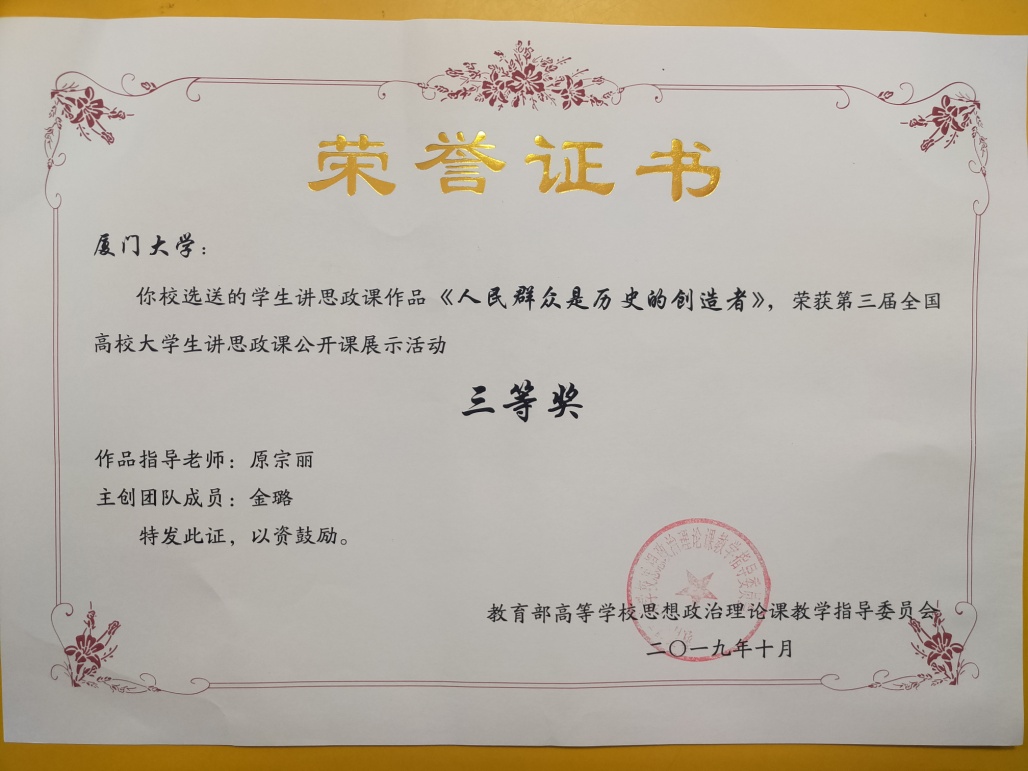 荣誉证书
厦门大学：
你校选送的学生讲思政课作品《人民群众是历史的创造者》，荣获第三届全国
高校大学生讲思政课公开课展示活动
三等奖
作品指导老师：原宗丽
主创团队成员：金璐
特发此证，以资鼓励。
教育部高等学校思想政治理论课教学指导委员会
二〇一九年十月